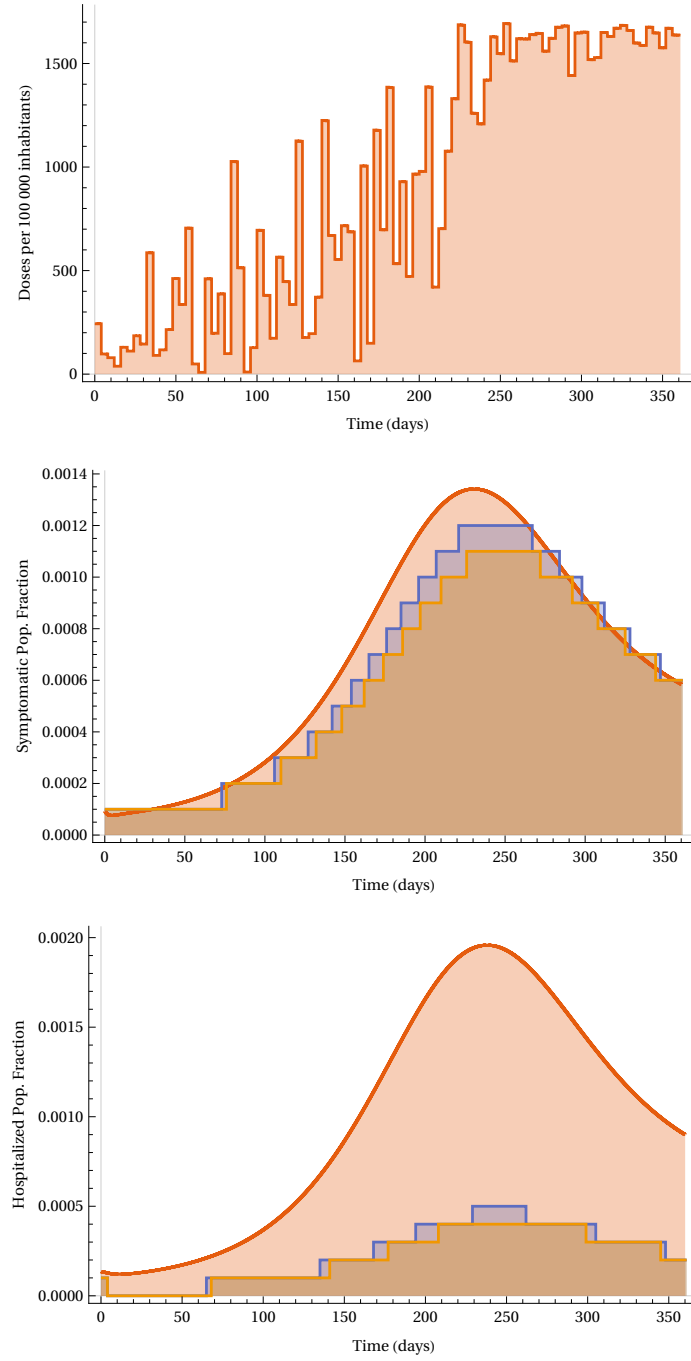 Doses per 100 000 inhabitants)
1500
1000
500
0
0 50 100 150 200 250 300 350
Time (days)
Symptomatic Pop. Fraction
0.0014
0.0012
0.0010
0.0008
0.0006
0.0004
0.0002
0.0000
0 50 100 150 200 250 300 350
Time (days)
Hospitalized Pop. Fraction
0.0020
0.0015
0.0010
0.0005
0.0000
0 50 100 150 200 250 300 350
Time (days)